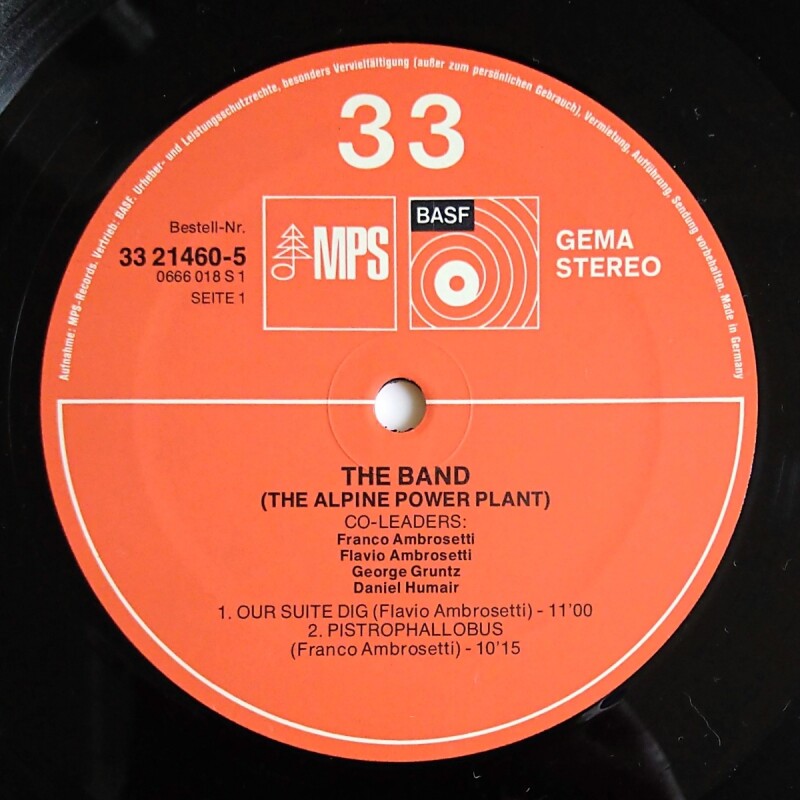 Aufnahme: MPS-Records. Vertrieb: BASF. Urheber- und Leistungsschutzrechte, besonders Vervielfältigung (außer zum persönlichen Gebrauch), Vermietung, Aufführung, Sendung vorbehalten. Made in Germany
33
Bestell-Nr.
33 21460-5
0666 018 S 1
SEITE 1
MPS
BASF
GEMA
STEREO
THE BAND
(THE ALPINE POWER PLANT)
CO-LEADERS:
Franco Ambrosetti
Flavio Ambrosetti
George Gruntz
Daniel Humair
1. OUR SUITE DIG (Flavio Ambrosetti) - 11'00
2. PISTROPHALLOBUS
(Franco Ambrosetti) - 10'15